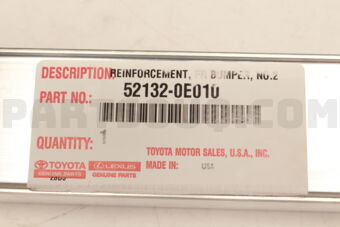 DESCRIPTION: REINFORCEMENT, FR BUMPER, NO.2
PART NO.: 52132-0E010
QUANTITY: 1
TOYOTA MOTOR SALES, U.S.A., INC.
TOYOTA LEXUS MADE IN: USA
GENUINE PARTS GENUINE PARTS